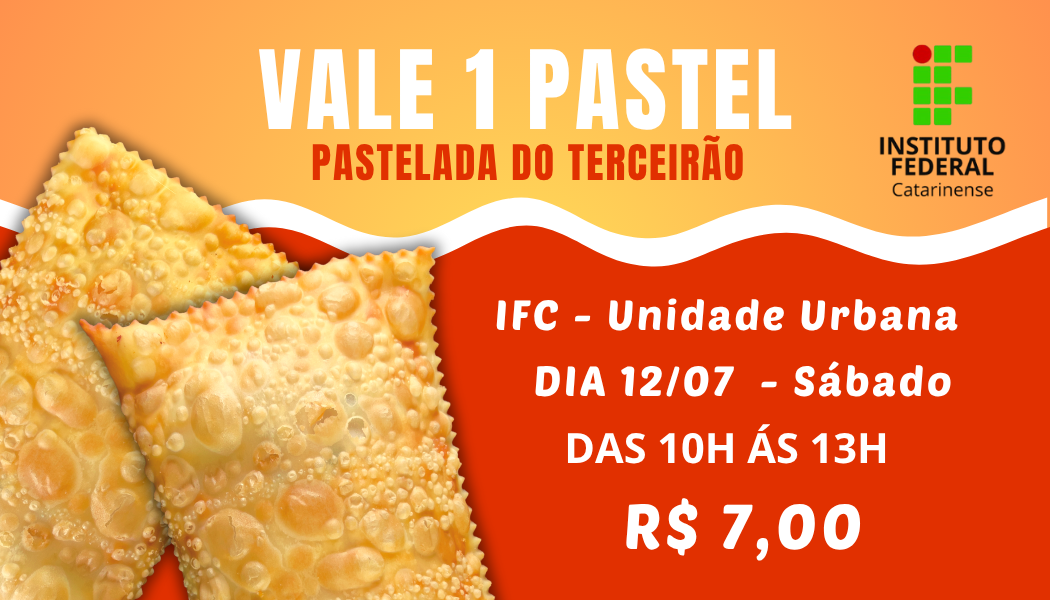 VALE 1 PASTEL
PASTELADA DO TERCEIRÃO
INSTITUTO
FEDERAL
Catarinense
IFC - Unidade Urbana
DIA 12/07 - Sábado
DAS 10H ÁS 13H
R$ 7,00